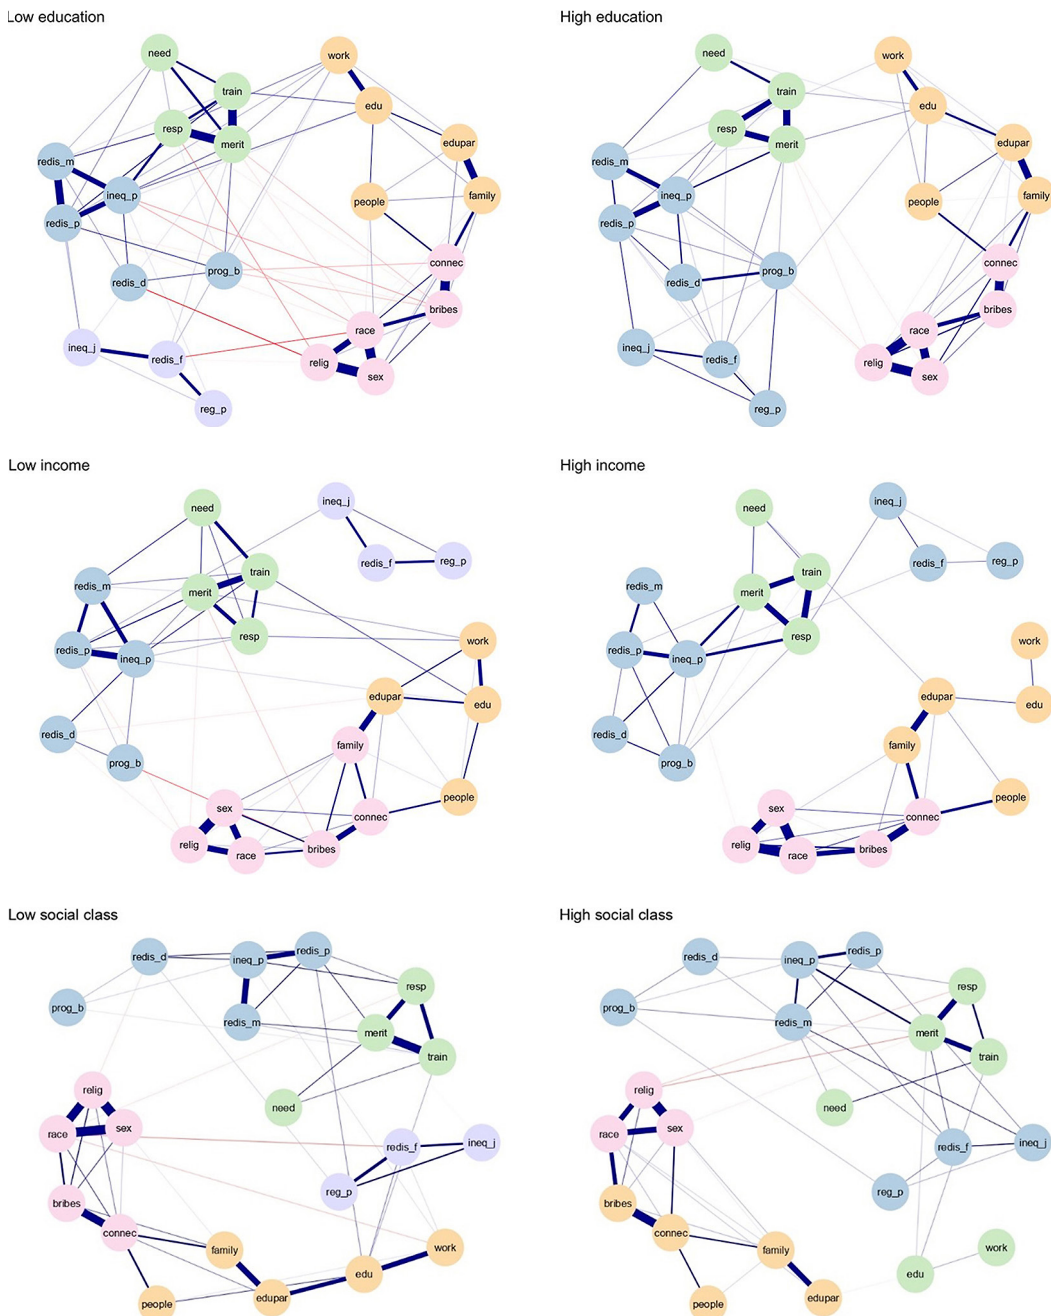 Low education
need
work
train
edu
resp
merit
edupar
redis_m
ineq_p
people
family
redis_p
connec
redis_d
prog_b
bribes
race
ineq_j
redis_f
relig
sex
reg_p
High education
need
work
train
edu
resp
merit
edupar
redis_m
ineq_p
people
family
redis_p
connec
redis_d
prog_b
bribes
race
ineq_j
redis_f
relig
sex
reg_p
Low income
need
ineq_j
redis_f
reg_p
train
redis_m
merit
resp
work
redis_p
ineq_p
edupar
edu
redis_d
family
prog_b
people
sex
connec
relig
race
bribes
High income
need
ineq_j
redis_f
reg_p
train
redis_m
merit
resp
work
redis_p
ineq_p
edupar
edu
redis_d
family
prog_b
people
sex
connec
relig
race
bribes
Low social class
redis_d
ineq_p
redis_p
resp
prog_b
redis_m
merit
train
relig
need
race
sex
redis_f
ineq_j
reg_p
bribes
connec
family
work
edu
people
edupar
High social class
redis_d
ineq_p
redis_p
resp
prog_b
redis_m
merit
train
relig
need
race
sex
redis_f
ineq_j
reg_p
bribes
connec
family
work
edu
people
edupar